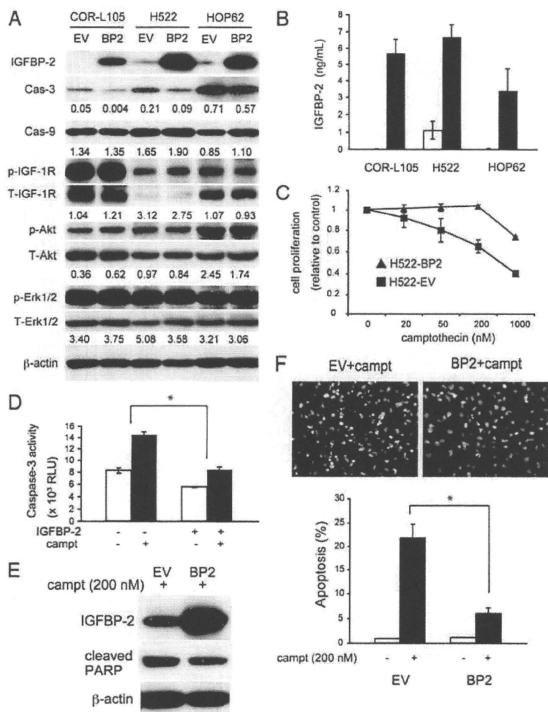 A
COR-L105 H522 HOP62
EV BP2 EV BP2 EV BP2
IGFBP-2
Cas-3
0.05 0.004 0.21 0.09 0.71 0.57
Cas-9
1.34 1.35 1.65 1.90 0.85 1.10
p-IGF-1R
T-IGF-1R
1.04 1.21 3.12 2.75 1.07 0.93
p-Akt
T-Akt
0.36 0.62 0.97 0.84 2.45 1.74
p-Erk1/2
T-Erk1/2
3.40 3.75 5.08 3.58 3.21 3.06
β-actin
B
IGFBP-2
(ng/mL)
8
7
6
5
4
3
2
1
0
COR-L105 H522 HOP62
C
cell proliferation
(relative to control)
1.2
1
0.8
0.6
0.4
0.2
0
H522-BP2
H522-EV
0 20 50 200 1000
camptothecin (nM)
D
Caspase-3 activity
(x 10³ RLU)
16
14
12
10
8
6
4
2
0
*
IGFBP-2 - - + +
campt - + - +
E
EV BP2
campt (200 nM) + +
IGFBP-2
cleaved
PARP
β-actin
F
EV+campt BP2+campt
Apoptosis (%)
30
25
20
15
10
5
0
*
campt (200 nM) - + - +
EV BP2